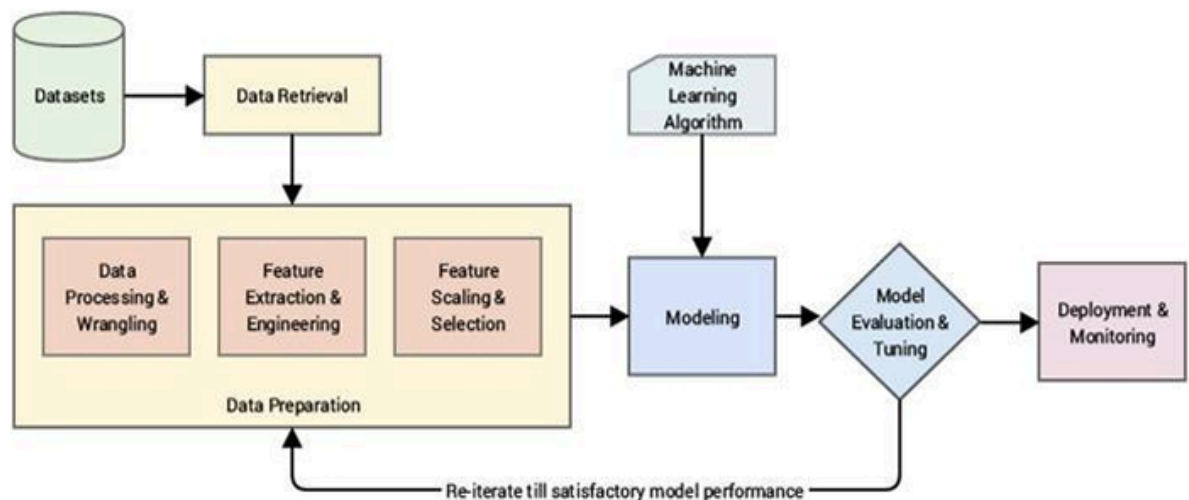 Datasets
Data Retrieval
Machine
Learning
Algorithm
Data
Processing &
Wrangling
Feature
Extraction &
Engineering
Feature
Scaling &
Selection
Data Preparation
Modeling
Model
Evaluation &
Tuning
Deployment &
Monitoring
Re-iterate till satisfactory model performance